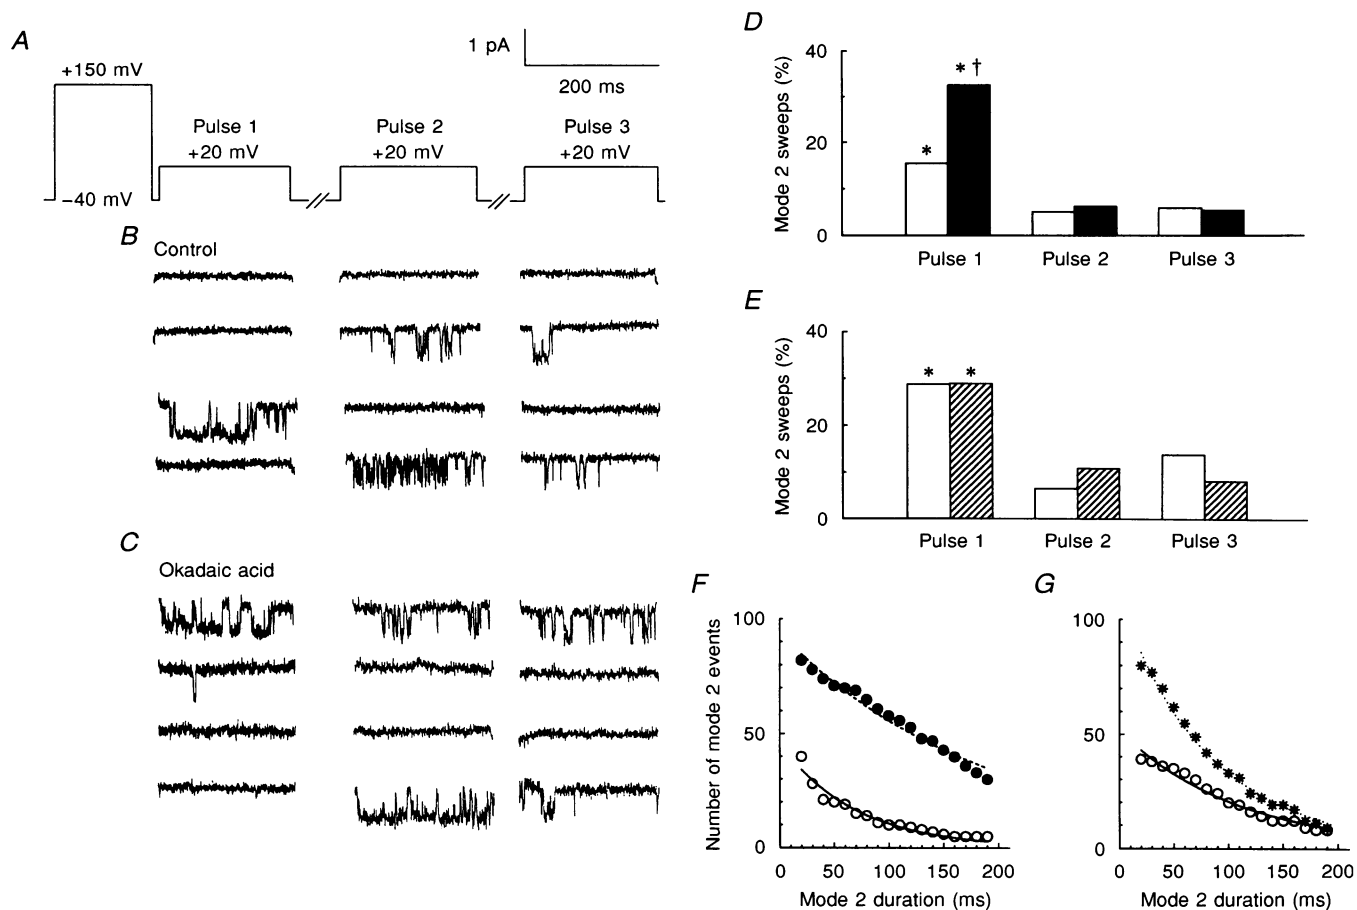 A
1 pA
200 ms
+150 mV
Pulse 1
+20 mV
Pulse 2
+20 mV
Pulse 3
+20 mV
−40 mV
B
Control
C
Okadaic acid
D
Mode 2 sweeps (%)
40
20
0
*
* †
Pulse 1
Pulse 2
Pulse 3
E
Mode 2 sweeps (%)
40
20
0
* *
Pulse 1
Pulse 2
Pulse 3
F
Number of mode 2 events
100
50
0
0 50 100 150 200
Mode 2 duration (ms)
G
100
50
0
0 50 100 150 200
Mode 2 duration (ms)